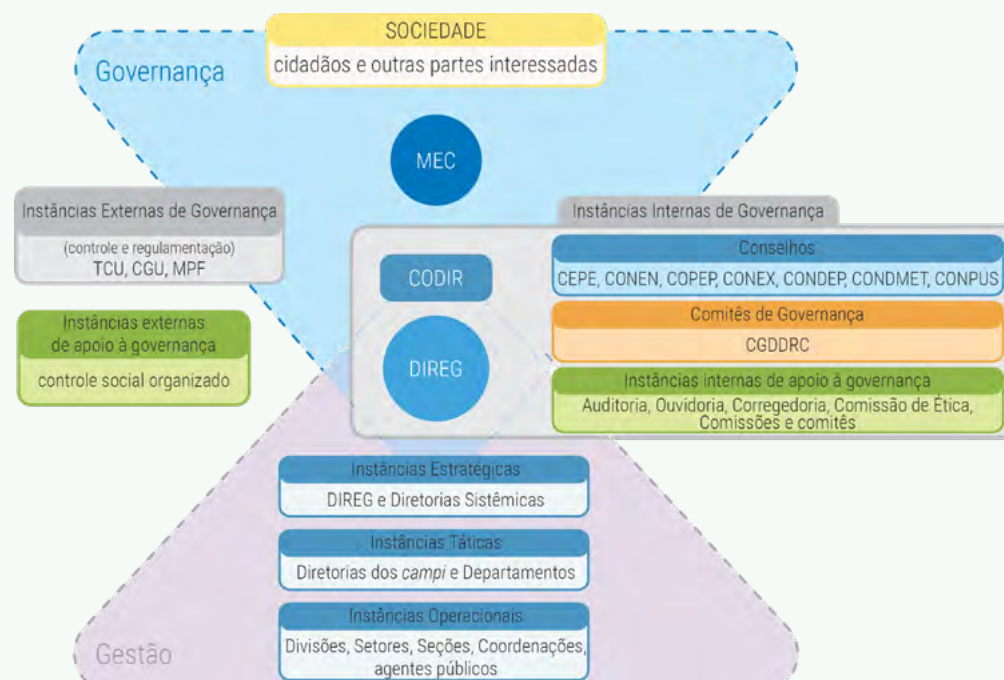 SOCIEDADE
cidadãos e outras partes interessadas
Governança
MEC
Instâncias Externas de Governança
(controle e regulamentação)
TCU, CGU, MPF
Instâncias externas
de apoio à governança
controle social organizado
Instâncias Internas de Governança
CODIR
DIREG
Conselhos
CEPE, CONEN, COPEP, CONEX, CONDEP, CONDMET, CONPUS
Comitês de Governança
CGDDRC
Instâncias internas de apoio à governança
Auditoria, Ouvidoria, Corregedoria, Comissão de Ética,
Comissões e comitês
Instâncias Estratégicas
DIREG e Diretorias Sistêmicas
Instâncias Táticas
Diretorias dos campi e Departamentos
Instâncias Operacionais
Divisões, Setores, Seções, Coordenações,
agentes públicos
Gestão